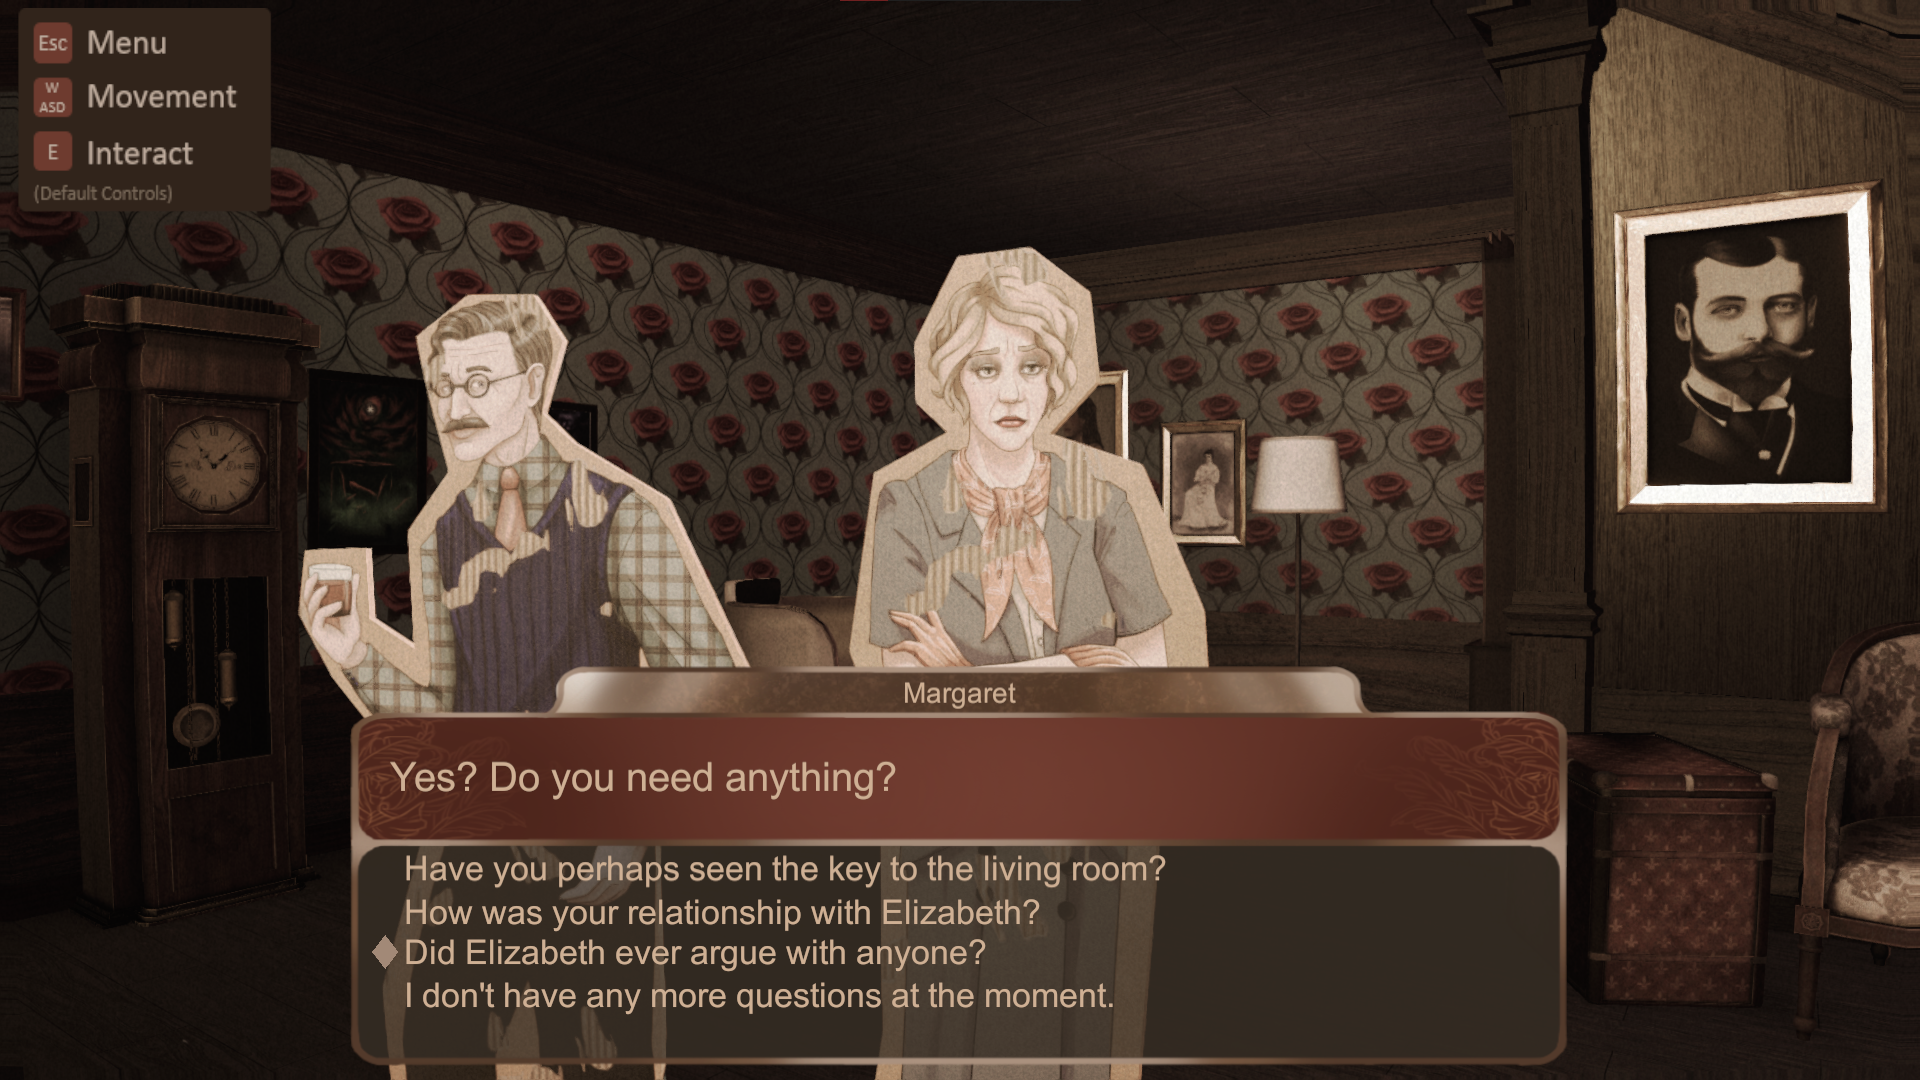 Esc Menu
W
ASD Movement
E Interact
(Default Controls)
Margaret
Yes? Do you need anything?
Have you perhaps seen the key to the living room?
How was your relationship with Elizabeth?
Did Elizabeth ever argue with anyone?
I don't have any more questions at the moment.